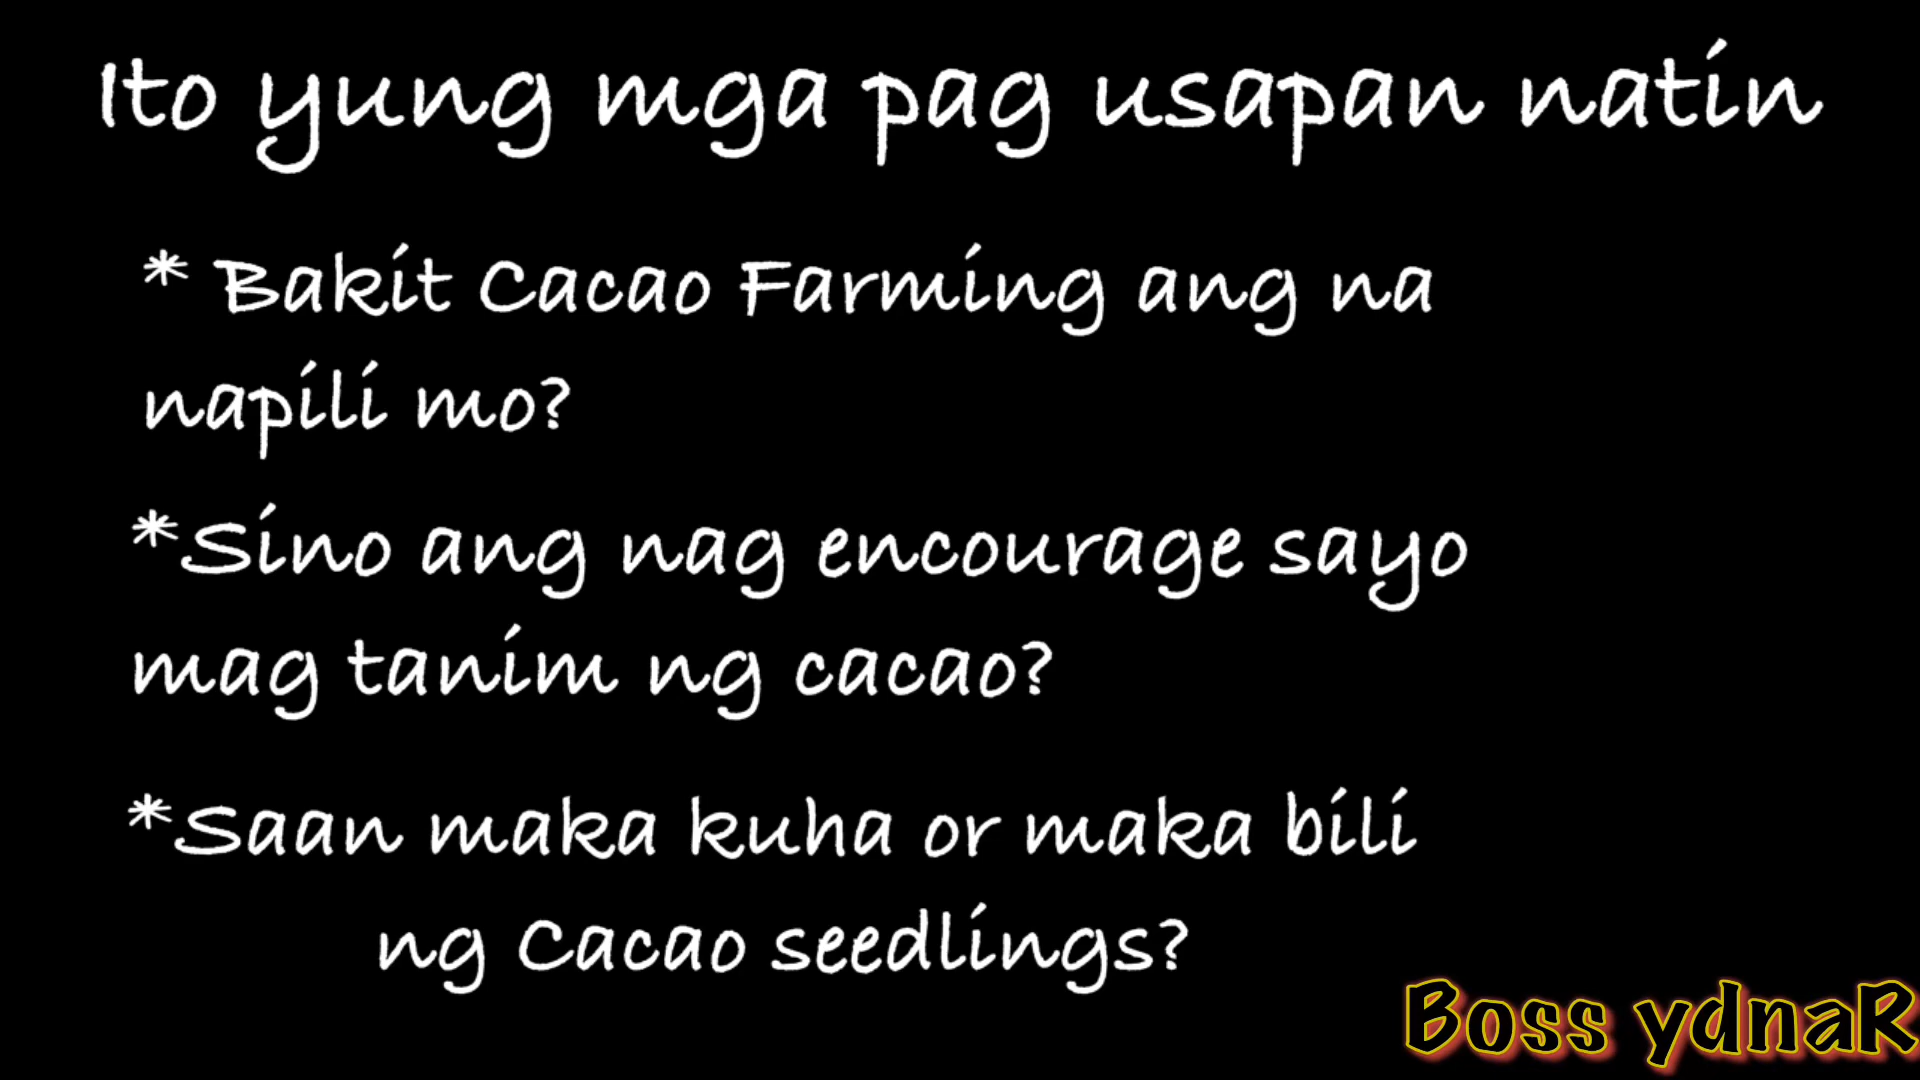 Ito yung mga pag usapan natin
* Bakit Cacao Farming ang na
napili mo?
*Sino ang nag encourage sayo
mag tanim ng cacao?
*Saan maka kuha or maka bili
ng Cacao seedlings?
Boss ydnaR